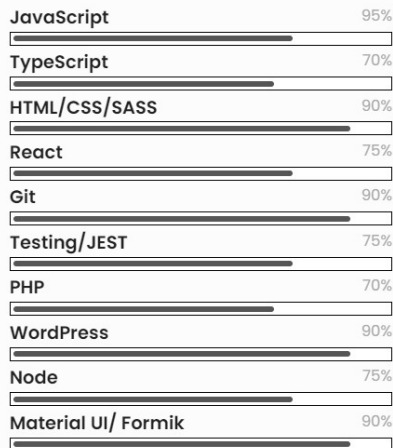 JavaScript 95%
TypeScript 70%
HTML/CSS/SASS 90%
React 75%
Git 90%
Testing/JEST 75%
PHP 70%
WordPress 90%
Node 75%
Material UI/ Formik 90%